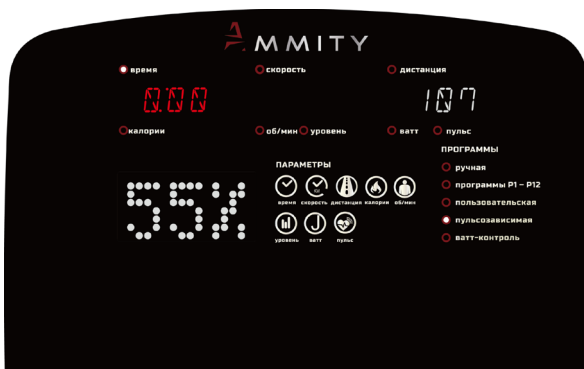 AMMITY
время скорость дистанция
0:00 107
калории об/мин уровень ватт пульс
ПРОГРАММЫ
ручная
ПАРАМЕТРЫ
программы P1 – P12
55%
время скорость дистанция калории об/мин
пользовательская
пульсозависимая
уровень ватт пульс
ватт-контроль